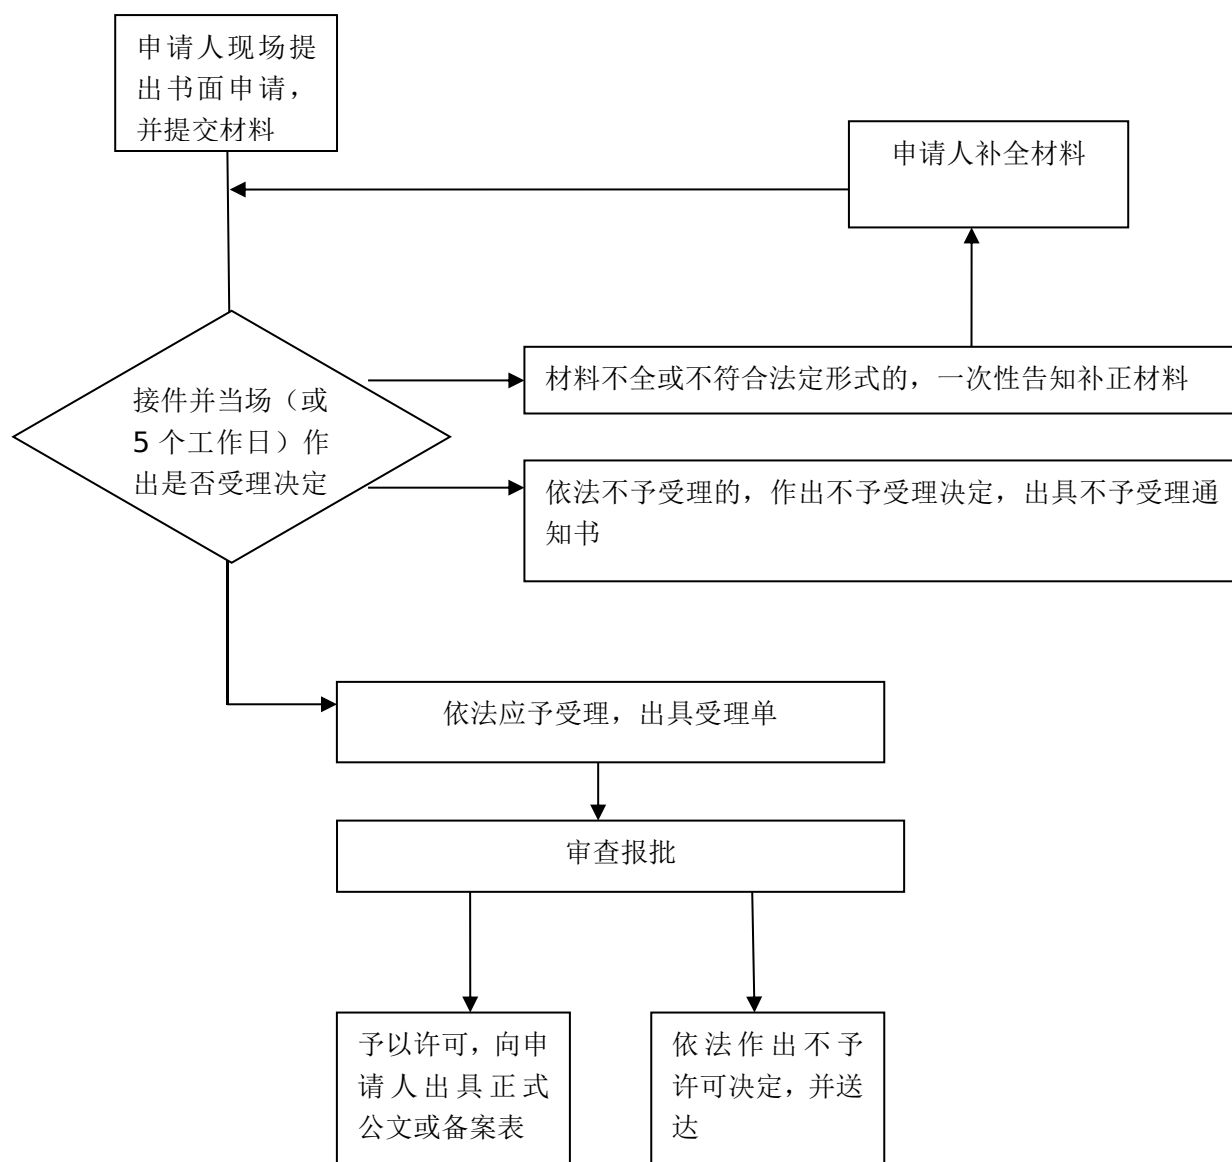 申请人现场提
出书面申请，
并提交材料
申请人补全材料
材料不全或不符合法定形式的，一次性告知补正材料
接件并当场（或
5 个工作日）作
出是否受理决定
依法不予受理的，作出不予受理决定，出具不予受理通
知书
依法应予受理，出具受理单
审查报批
予以许可，向申
请人出具正式
公文或备案表
依法作出不予
许可决定，并送
达